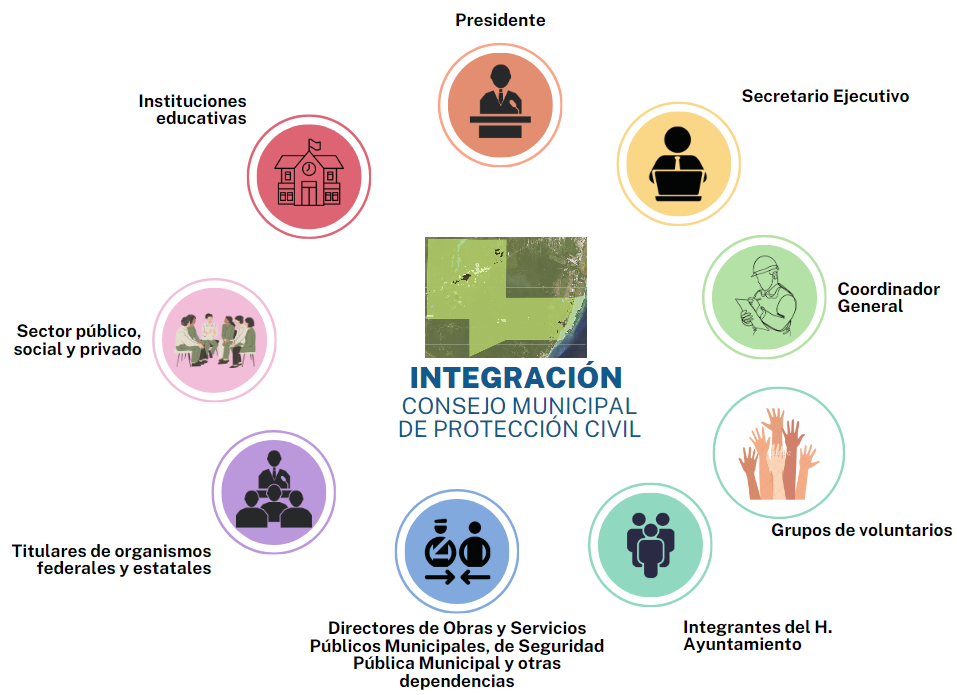 Presidente
Secretario Ejecutivo
Coordinador
General
Grupos de voluntarios
Integrantes del H.
Ayuntamiento
Directores de Obras y Servicios
Públicos Municipales, de Seguridad
Pública Municipal y otras
dependencias
Titulares de organismos
federales y estatales
Sector público,
social y privado
Instituciones
educativas
INTEGRACIÓN
CONSEJO MUNICIPAL
DE PROTECCIÓN CIVIL